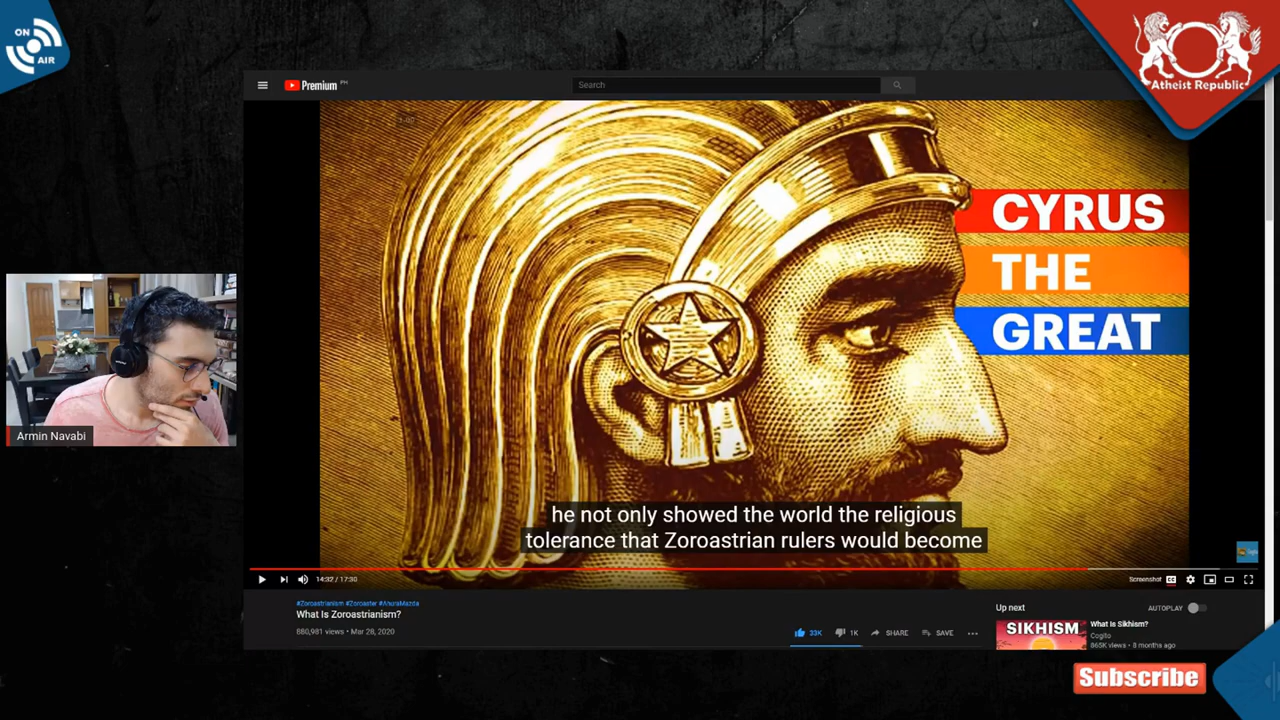 ON
AIR
Atheist Republic
Premium PH
Search
CYRUS
THE
GREAT
he not only showed the world the religious
tolerance that Zoroastrian rulers would become
Armin Navabi
14:32 / 17:30
Screenshot
#Zoroastrianism #Zoroaster #AhuraMazda
What Is Zoroastrianism?
860,981 views • Mar 28, 2020
33K
1K
SHARE
SAVE
Up next
AUTOPLAY
SIKHISM
What Is Sikhism?
Cogito
865K views • 8 months ago
Subscribe